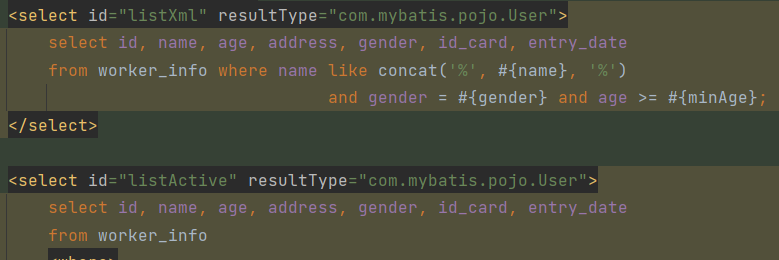 <select id="listXml" resultType="com.mybatis.pojo.User">
select id, name, age, address, gender, id_card, entry_date
from worker_info where name like concat('%', #{name}, '%')
and gender = #{gender} and age >= #{minAge};
</select>
<select id="listActive" resultType="com.mybatis.pojo.User">
select id, name, age, address, gender, id_card, entry_date
from worker_info
<where>